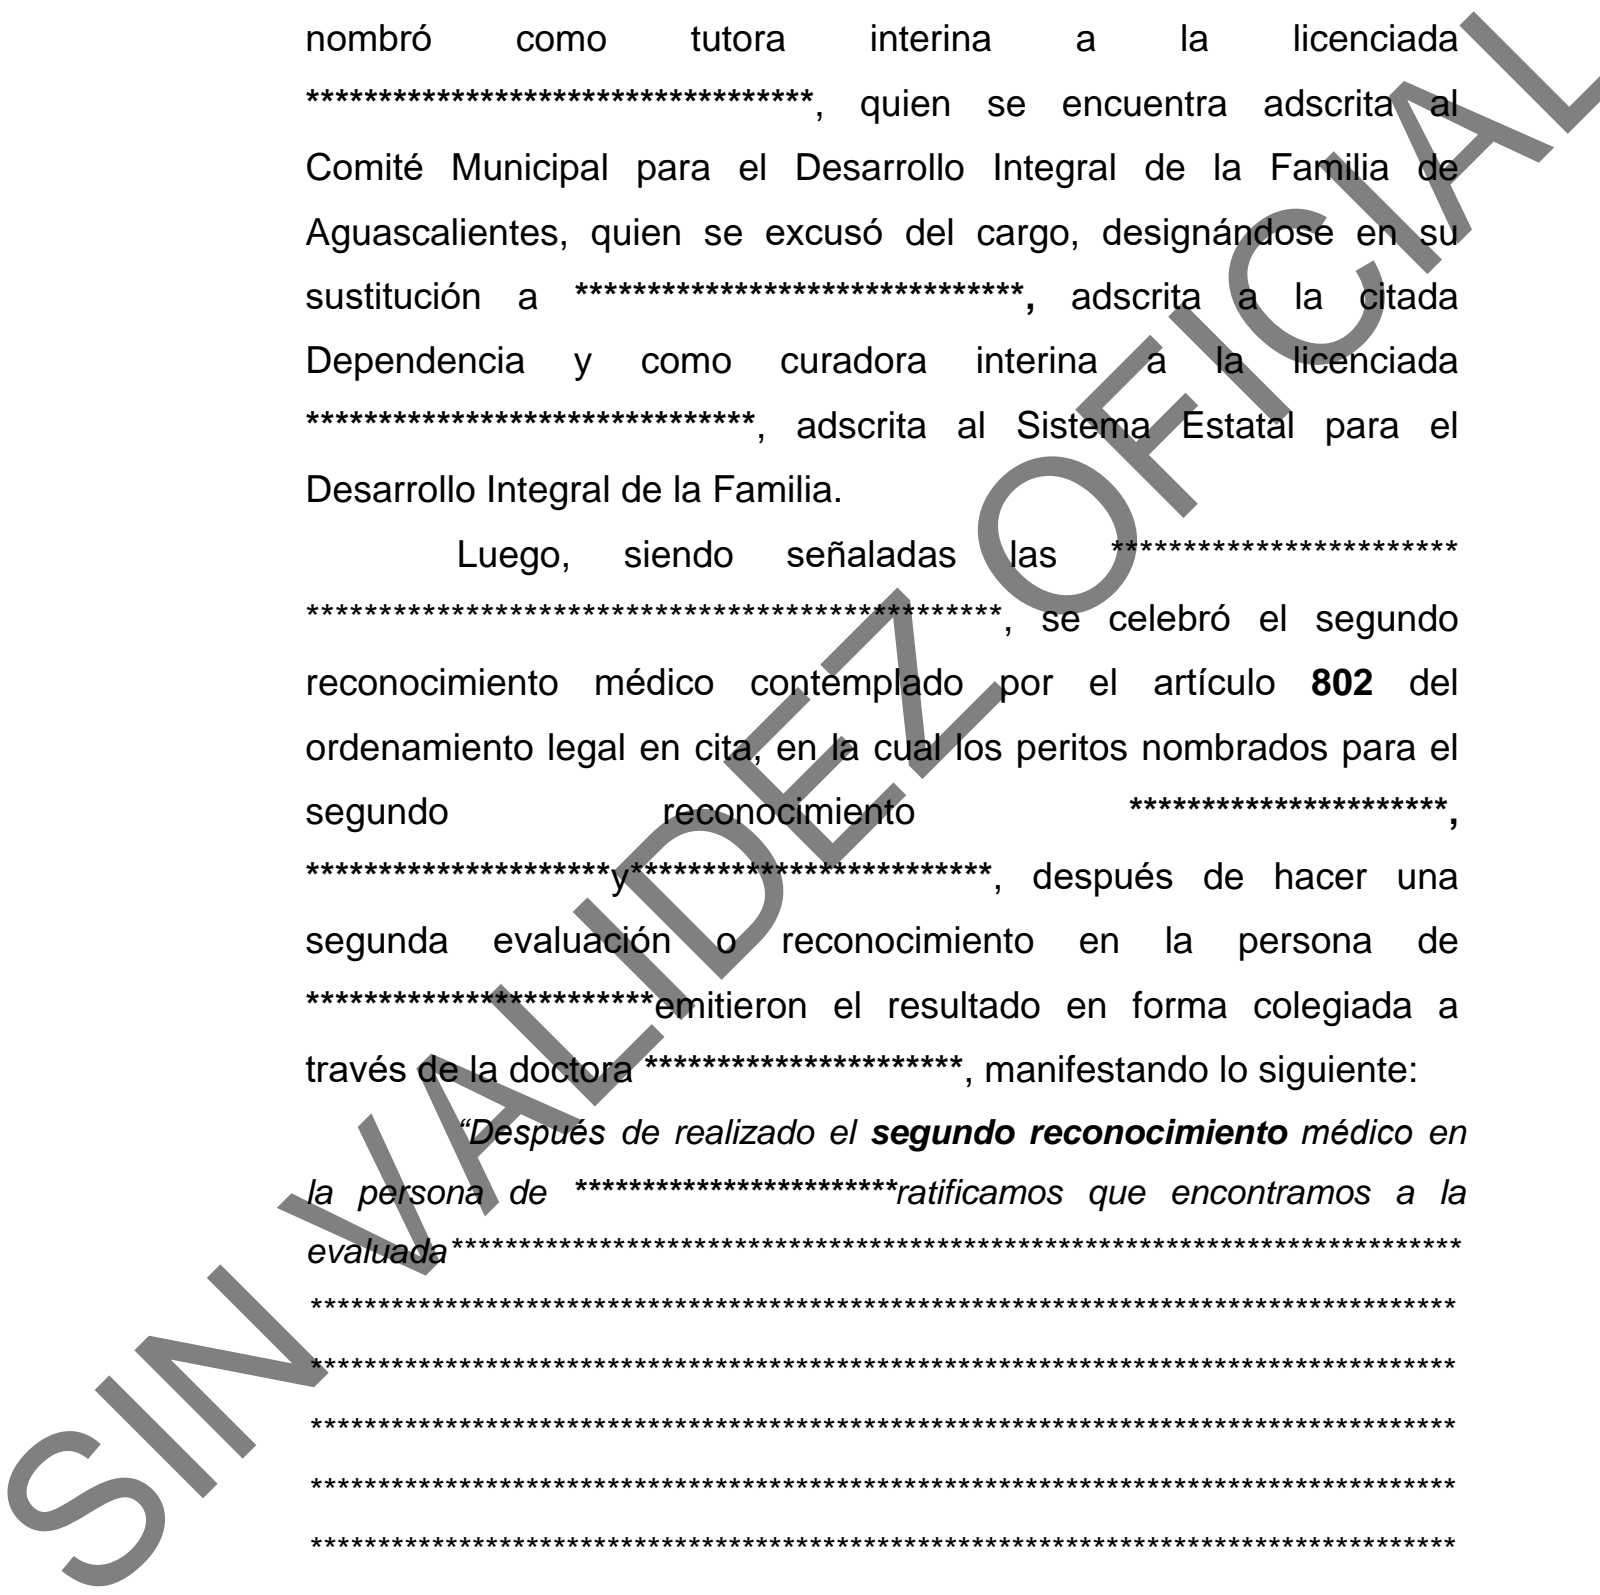 nombró como tutora interina a la licenciada
***********************************, quien se encuentra adscrita al
Comité Municipal para el Desarrollo Integral de la Familia de
Aguascalientes, quien se excusó del cargo, designándose en su
sustitución a *******************************, adscrita a la citada
Dependencia y como curadora interina a la licenciada
*******************************, adscrita al Sistema Estatal para el
Desarrollo Integral de la Familia.
Luego, siendo señaladas las ************************
************************************************, se celebró el segundo
reconocimiento médico contemplado por el artículo 802 del
ordenamiento legal en cita, en la cual los peritos nombrados para el
segundo reconocimiento **********************,
*********************y*************************, después de hacer una
segunda evaluación o reconocimiento en la persona de
************************emitieron el resultado en forma colegiada a
través de la doctora **********************, manifestando lo siguiente:
“Después de realizado el segundo reconocimiento médico en
la persona de ************************ratificamos que encontramos a la
evaluada***************************************************************************
*************************************************************************************
*************************************************************************************
*************************************************************************************
*************************************************************************************
*************************************************************************************
SIN VALIDEZ OFICIAL